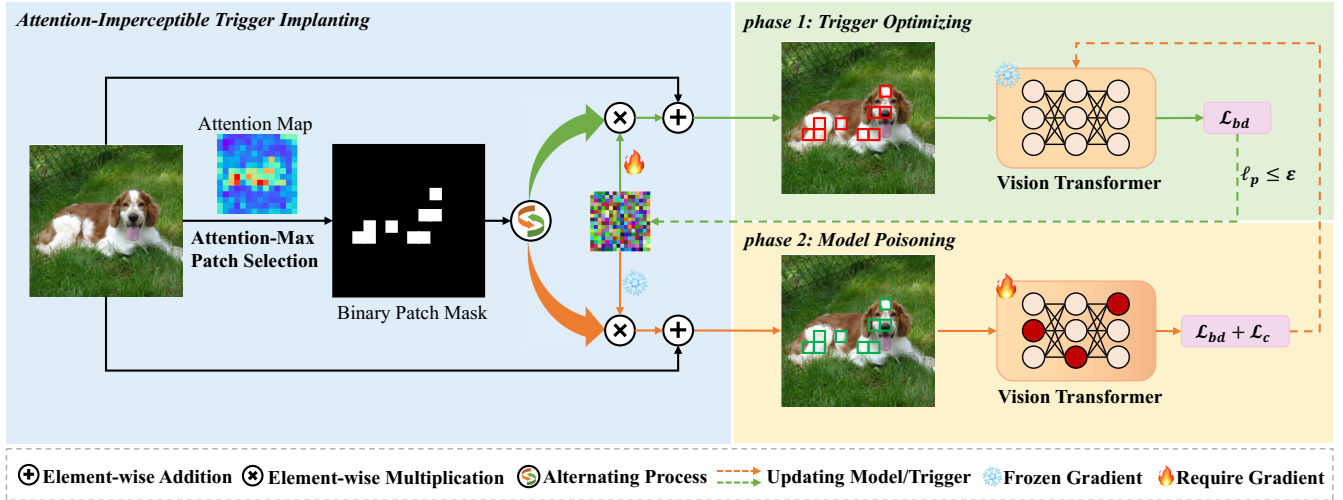 Attention-Imperceptible Trigger Implanting
Attention Map
Attention-Max
Patch Selection
Binary Patch Mask
phase 1: Trigger Optimizing
Vision Transformer
ℒ_bd
ℓ_p ≤ ε
phase 2: Model Poisoning
Vision Transformer
ℒ_bd + ℒ_c
Element-wise Addition
Element-wise Multiplication
Alternating Process
Updating Model/Trigger
Frozen Gradient
Require Gradient